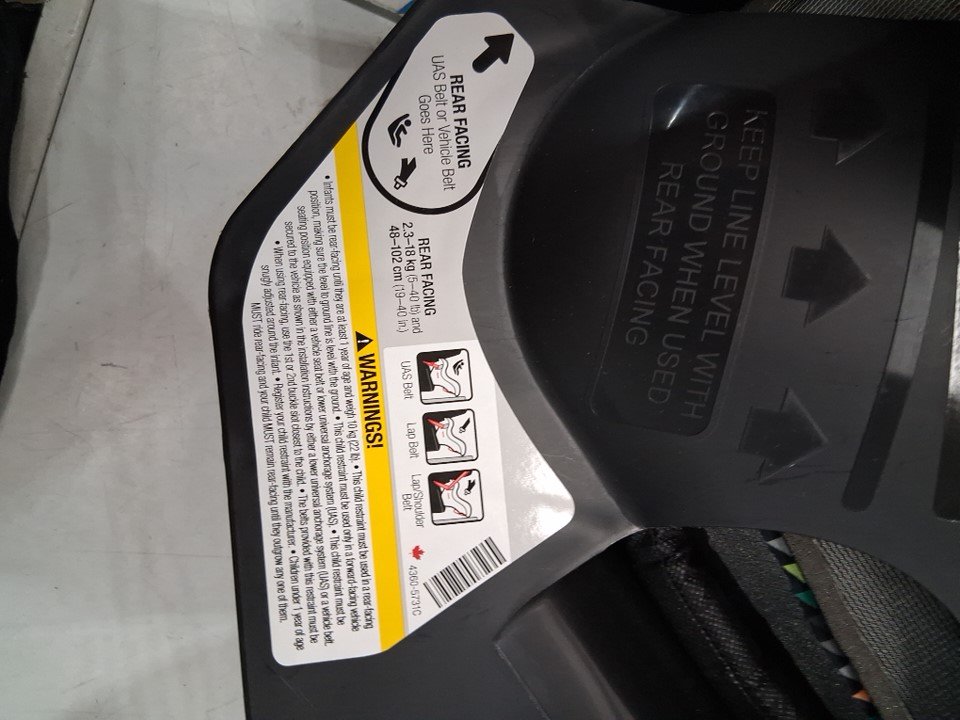 REAR FACING
UAS Belt or Vehicle Belt
Goes Here
REAR FACING
2.3–18 kg (5–40 lb) and
48–102 cm (19–40 in.)
UAS Belt
Lap Belt
Lap/Shoulder
Belt
4360-5731C
WARNINGS!
• Infants must be rear-facing until they are at least 1 year of age and weigh 10 kg (22 lb). • This child restraint must be used in a rear-facing
position, making sure the level to ground line is level with the ground. • This child restraint must be used only in a forward-facing vehicle
seating position equipped with either a vehicle seat belt or lower universal anchorage system (UAS). • This child restraint must be
secured to the vehicle as shown in the installation instructions by either a lower universal anchorage system (UAS) or a vehicle belt.
• When using rear-facing, use the 1st or 2nd buckle slot closest to the child. • The belts provided with this restraint must be
snugly adjusted around the infant. • Register your child restraint with the manufacturer. • Children under 1 year of age
MUST ride rear-facing and your child MUST remain rear-facing until they outgrow any one of them.
KEEP LINE LEVEL WITH
GROUND WHEN USED
REAR FACING